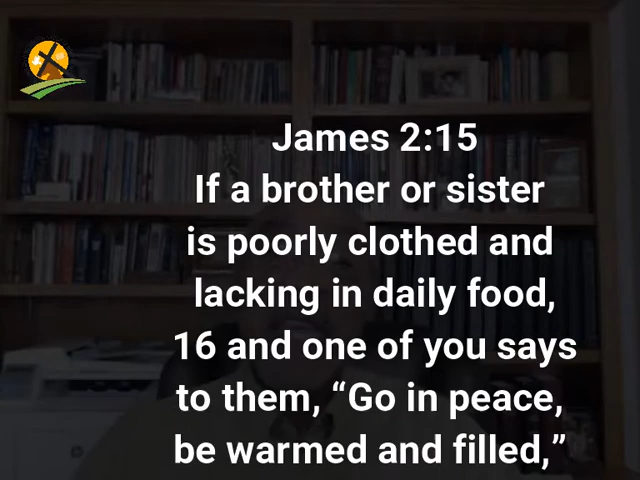 James 2:15
If a brother or sister
is poorly clothed and
lacking in daily food,
16 and one of you says
to them, “Go in peace,
be warmed and filled,”